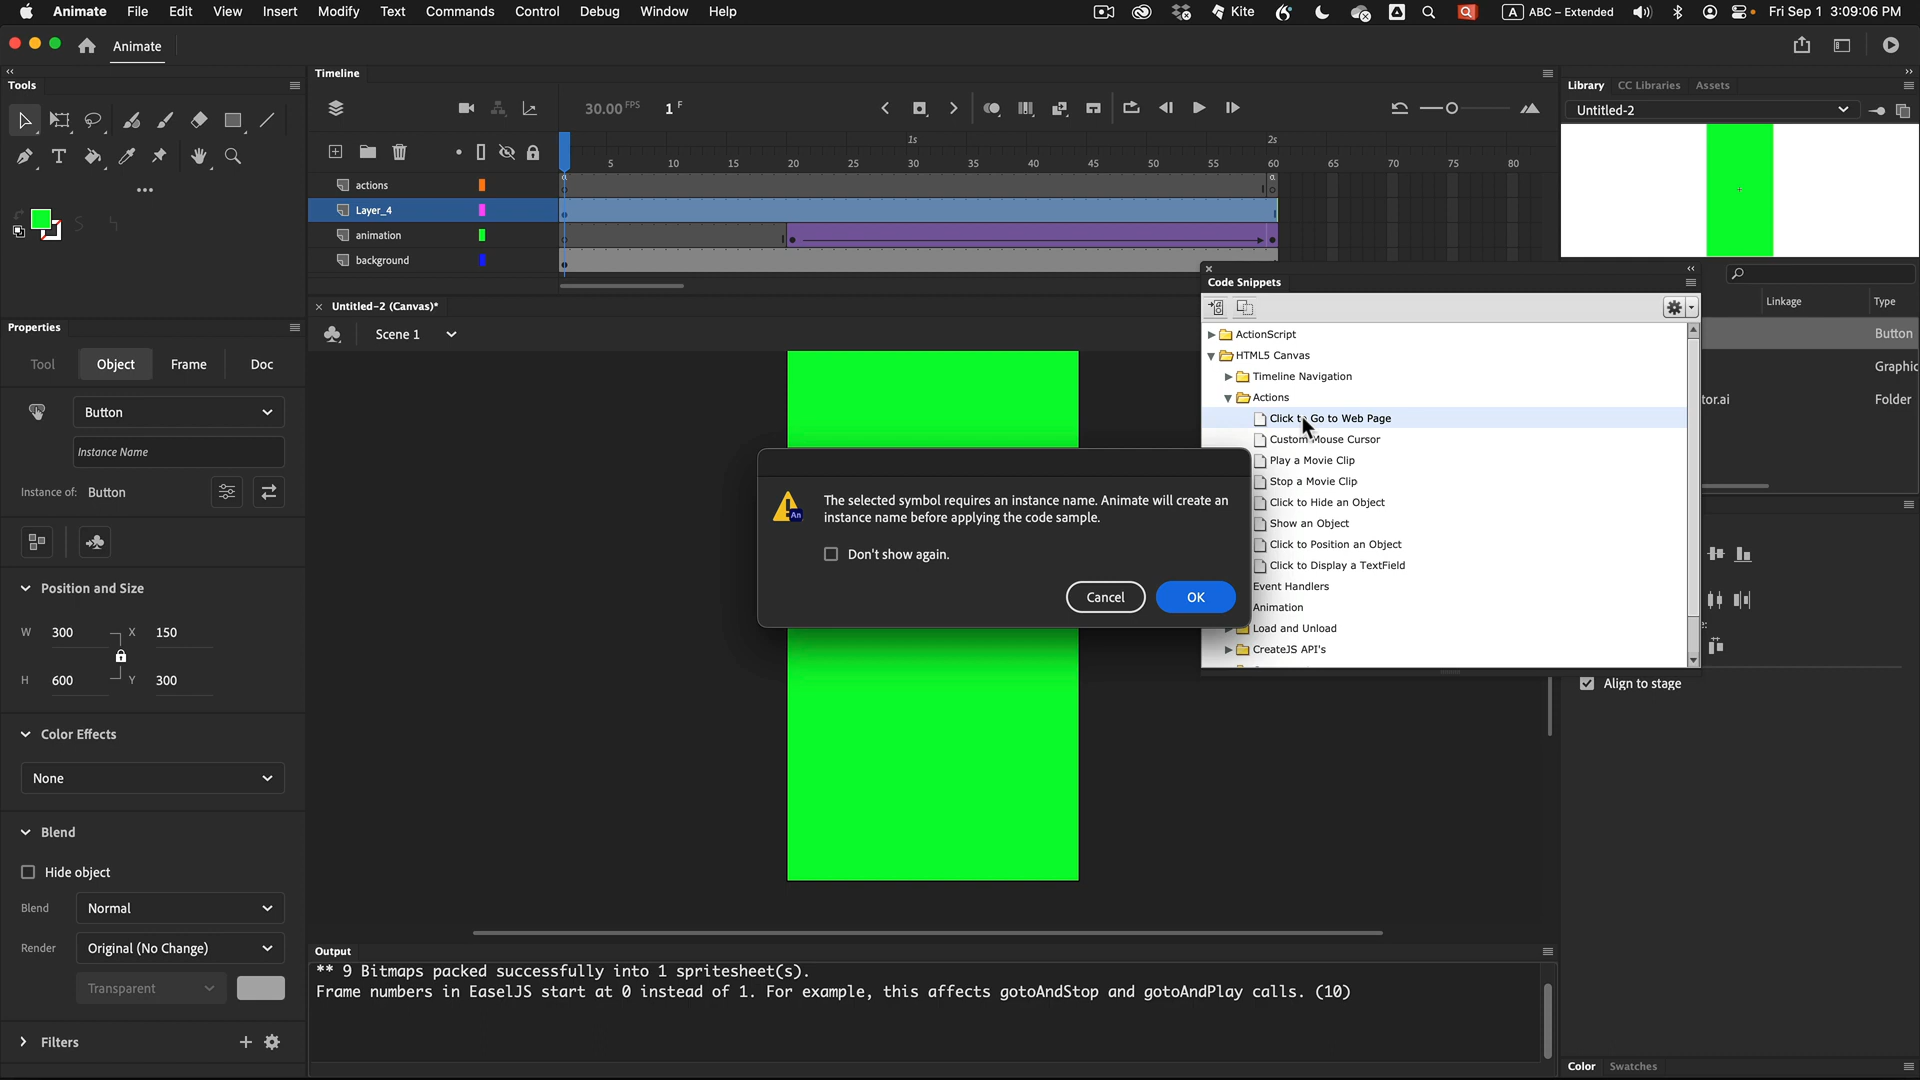 Animate File Edit View Insert Modify Text Commands Control Debug Window Help
Kite
ABC – Extended
Fri Sep 1 3:09:06 PM
Animate
Tools
Timeline
30.00 FPS
1 F
1s 2s
5 10 15 20 25 30 35 40 45 50 55 60 65 70 75 80
actions
Layer_4
animation
background
Untitled-2 (Canvas)*
Scene 1
Properties
Tool Object Frame Doc
Button
Instance Name
Instance of: Button
Position and Size
W 300 X 150
H 600 Y 300
Color Effects
None
Blend
Hide object
Blend Normal
Render Original (No Change)
Transparent
Filters
Library CC Libraries Assets
Untitled-2
Linkage Type
Button
Graphic
tor.ai Folder
Code Snippets
ActionScript
HTML5 Canvas
Timeline Navigation
Actions
Click to Go to Web Page
Custom Mouse Cursor
Play a Movie Clip
Stop a Movie Clip
Click to Hide an Object
Show an Object
Click to Position an Object
Click to Display a TextField
Event Handlers
Animation
Load and Unload
CreateJS API's
The selected symbol requires an instance name. Animate will create an
instance name before applying the code sample.
An
Don't show again.
Cancel OK
Align to stage
Output
** 9 Bitmaps packed successfully into 1 spritesheet(s).
Frame numbers in EaselJS start at 0 instead of 1. For example, this affects gotoAndStop and gotoAndPlay calls. (10)
Color Swatches